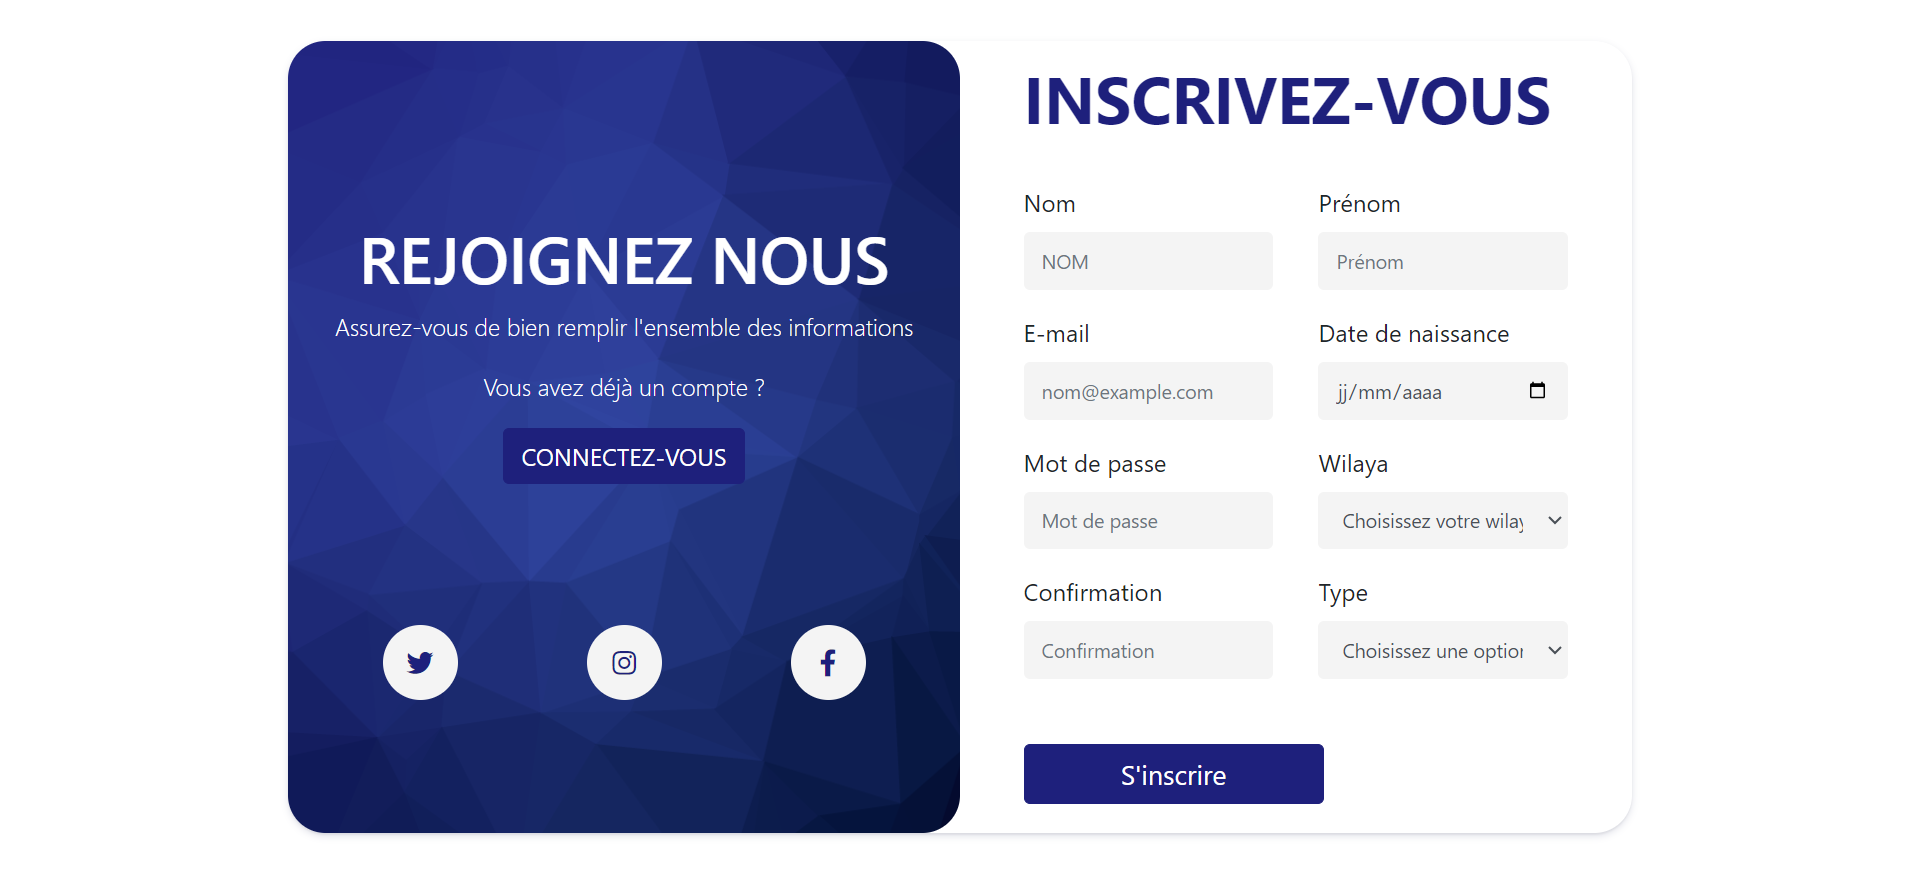 REJOIGNEZ NOUS
Assurez-vous de bien remplir l'ensemble des informations
Vous avez déjà un compte ?
CONNECTEZ-VOUS
INSCRIVEZ-VOUS
Nom
Prénom
NOM
Prénom
E-mail
Date de naissance
nom@example.com
jj/mm/aaaa
Mot de passe
Wilaya
Mot de passe
Choisissez votre wilay
Confirmation
Type
Confirmation
Choisissez une option
S'inscrire